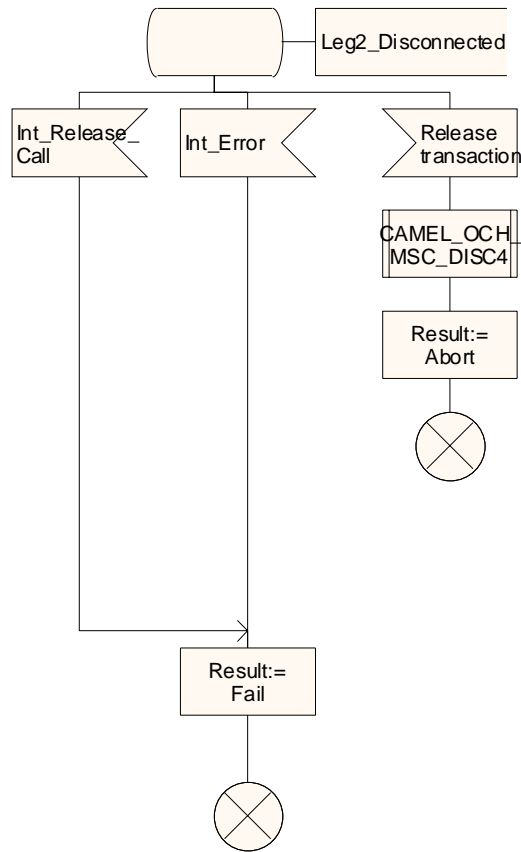 Leg2_Disconnected
Int_Release_
Call
Int_Error
Release
transaction
CAMEL_OCH_
MSC_DISC4
Result:=
Abort
Result:=
Fail